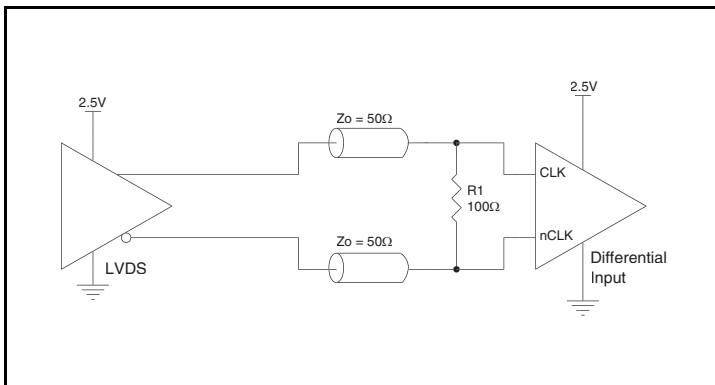 2.5V
2.5V
Zo = 50Ω
CLK
R1
100Ω
nCLK
Zo = 50Ω
LVDS
Differential
Input